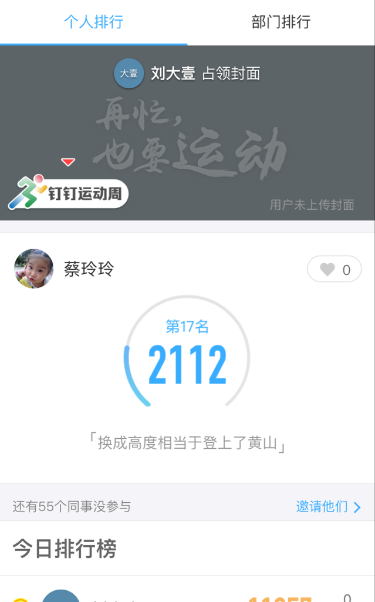 个人排行
部门排行
大壹
刘大壹 占领封面
再忙，
也要运动
钉钉运动周
用户未上传封面
蔡玲玲
0
第17名
2112
「换成高度相当于登上了黄山」
还有55个同事没参与
邀请他们
今日排行榜